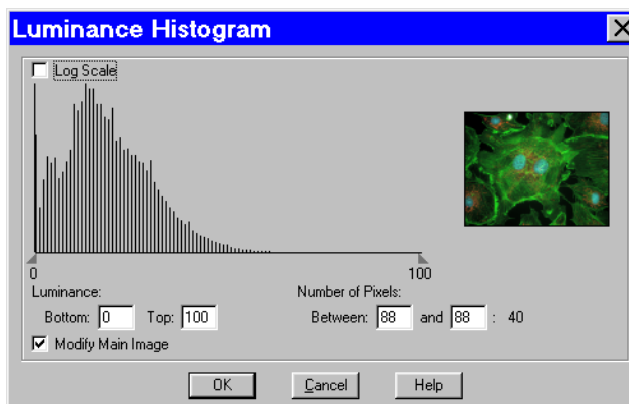 Luminance Histogram
Log Scale
0 100
Luminance: Number of Pixels:
Bottom: 0 Top: 100 Between: 88 and 88 : 40
Modify Main Image
OK Cancel Help